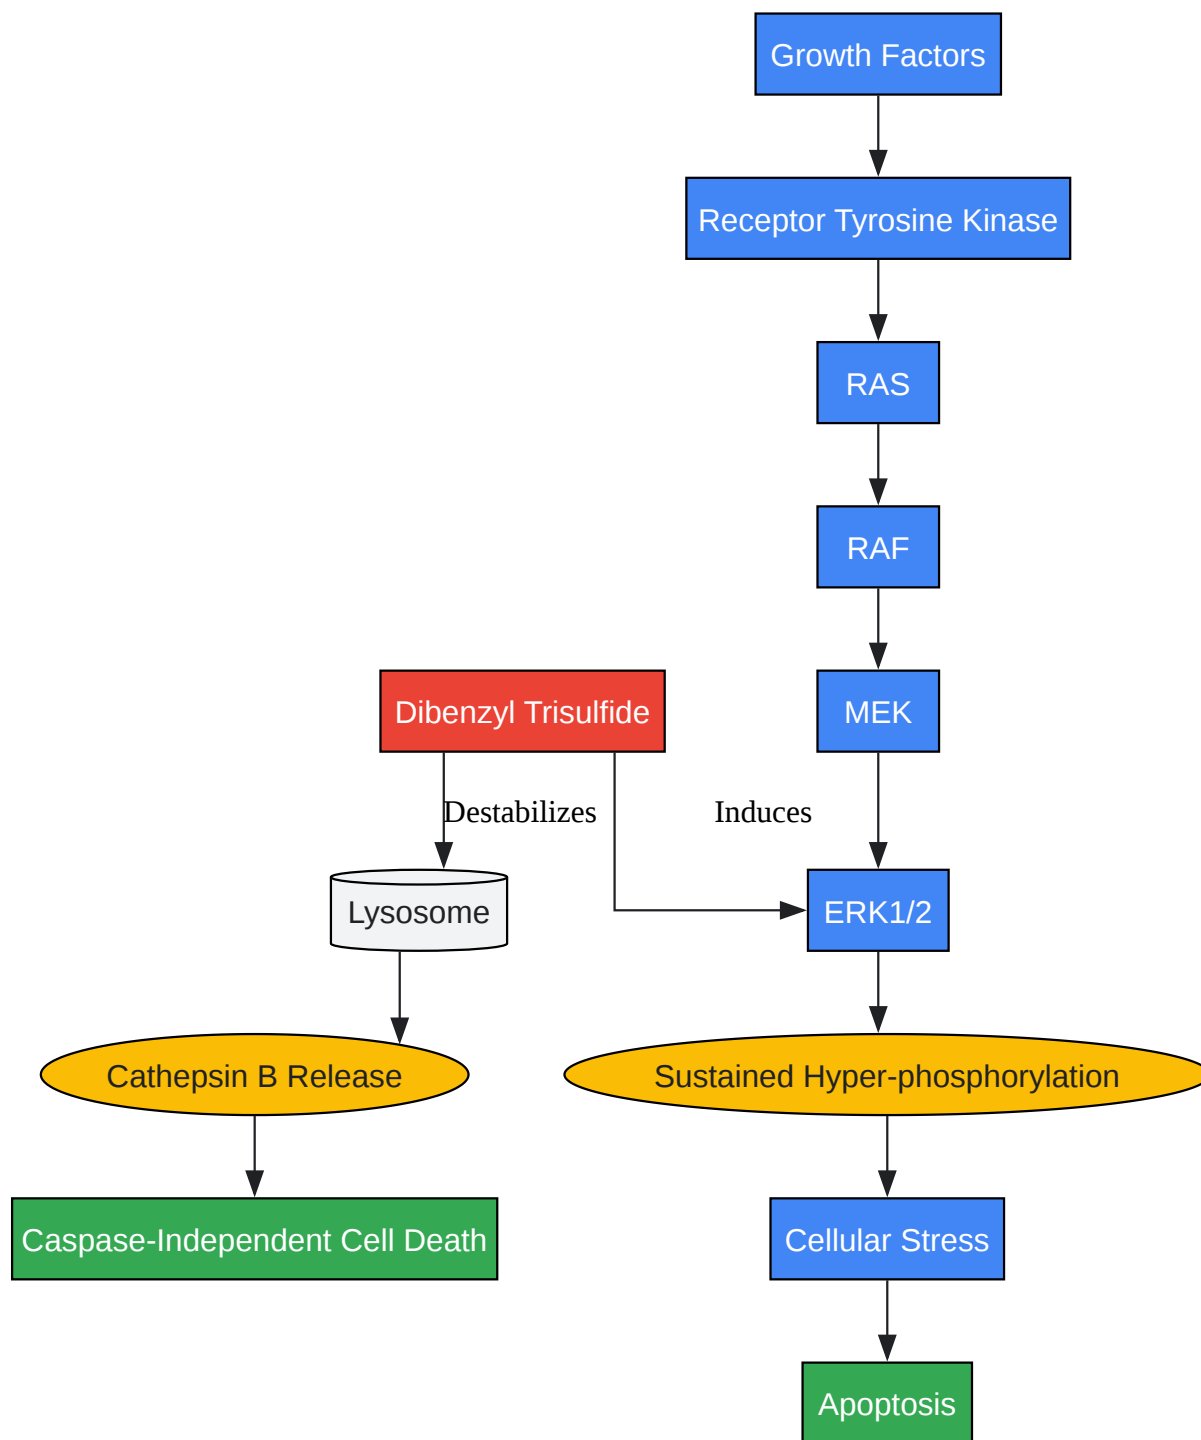 Growth Factors
Receptor Tyrosine Kinase
RAS
RAF
Dibenzyl Trisulfide
MEK
Destabilizes
Induces
Lysosome
ERK1/2
Cathepsin B Release
Sustained Hyper-phosphorylation
Caspase-Independent Cell Death
Cellular Stress
Apoptosis